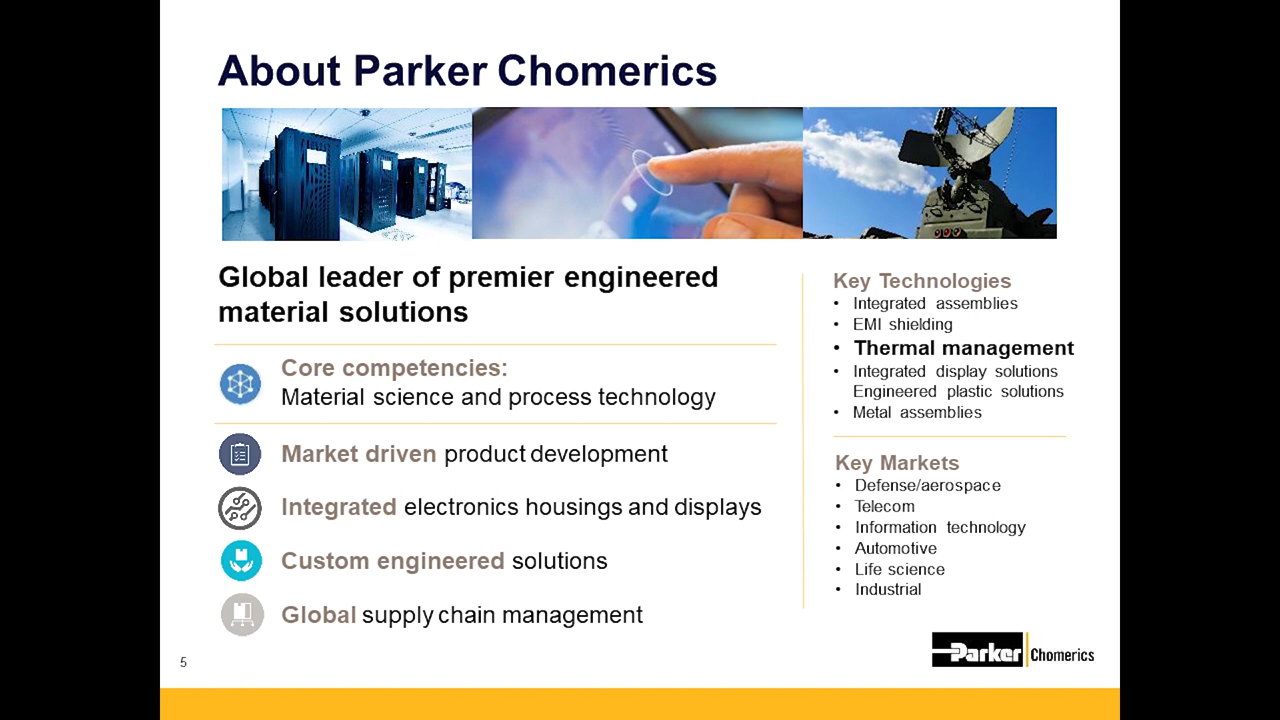 About Parker Chomerics
Global leader of premier engineered
material solutions
Core competencies:
Material science and process technology
Market driven product development
Integrated electronics housings and displays
Custom engineered solutions
Global supply chain management
Key Technologies
• Integrated assemblies
• EMI shielding
• Thermal management
• Integrated display solutions
Engineered plastic solutions
• Metal assemblies
Key Markets
• Defense/aerospace
• Telecom
• Information technology
• Automotive
• Life science
• Industrial
5
Parker Chomerics